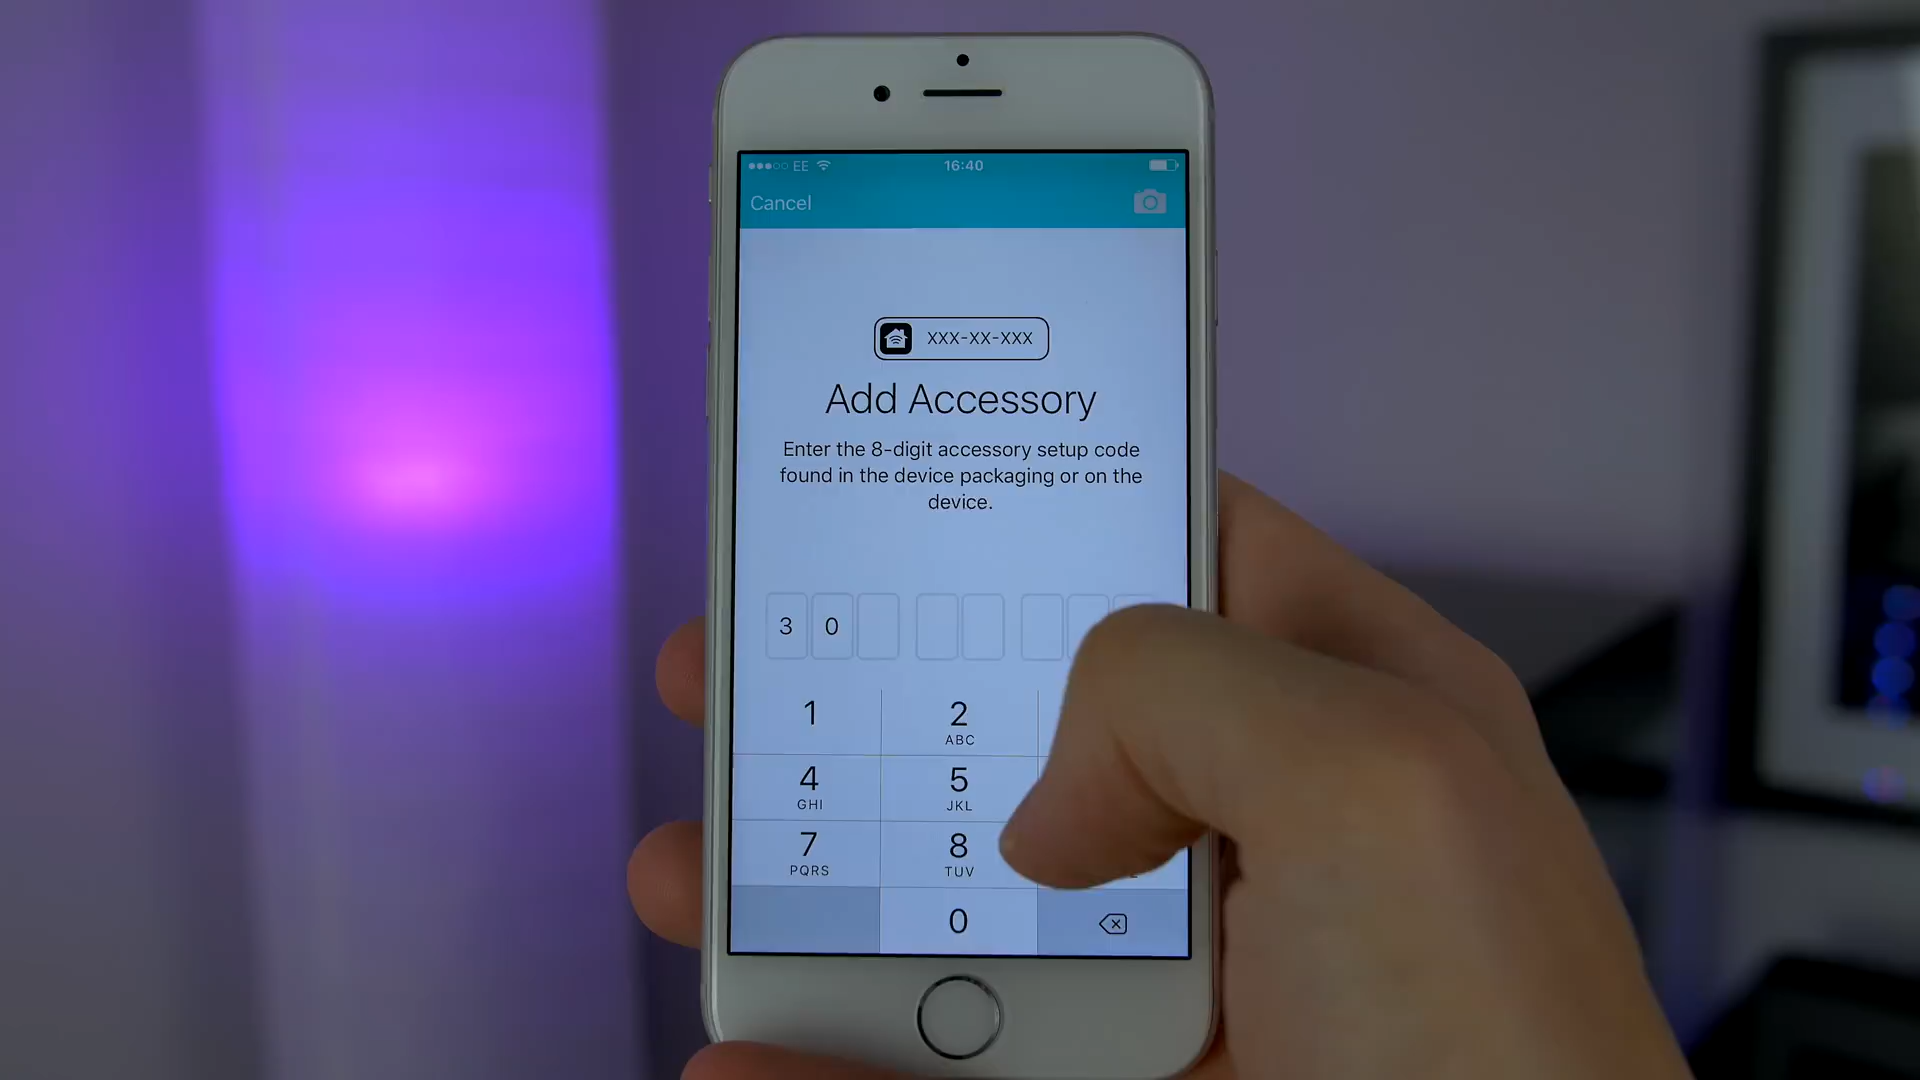 EE 16:40
Cancel
XXX-XX-XXX
Add Accessory
Enter the 8-digit accessory setup code
found in the device packaging or on the
device.
3 0
1 2
ABC
4 5
GHI JKL
7 8
PQRS TUV
0